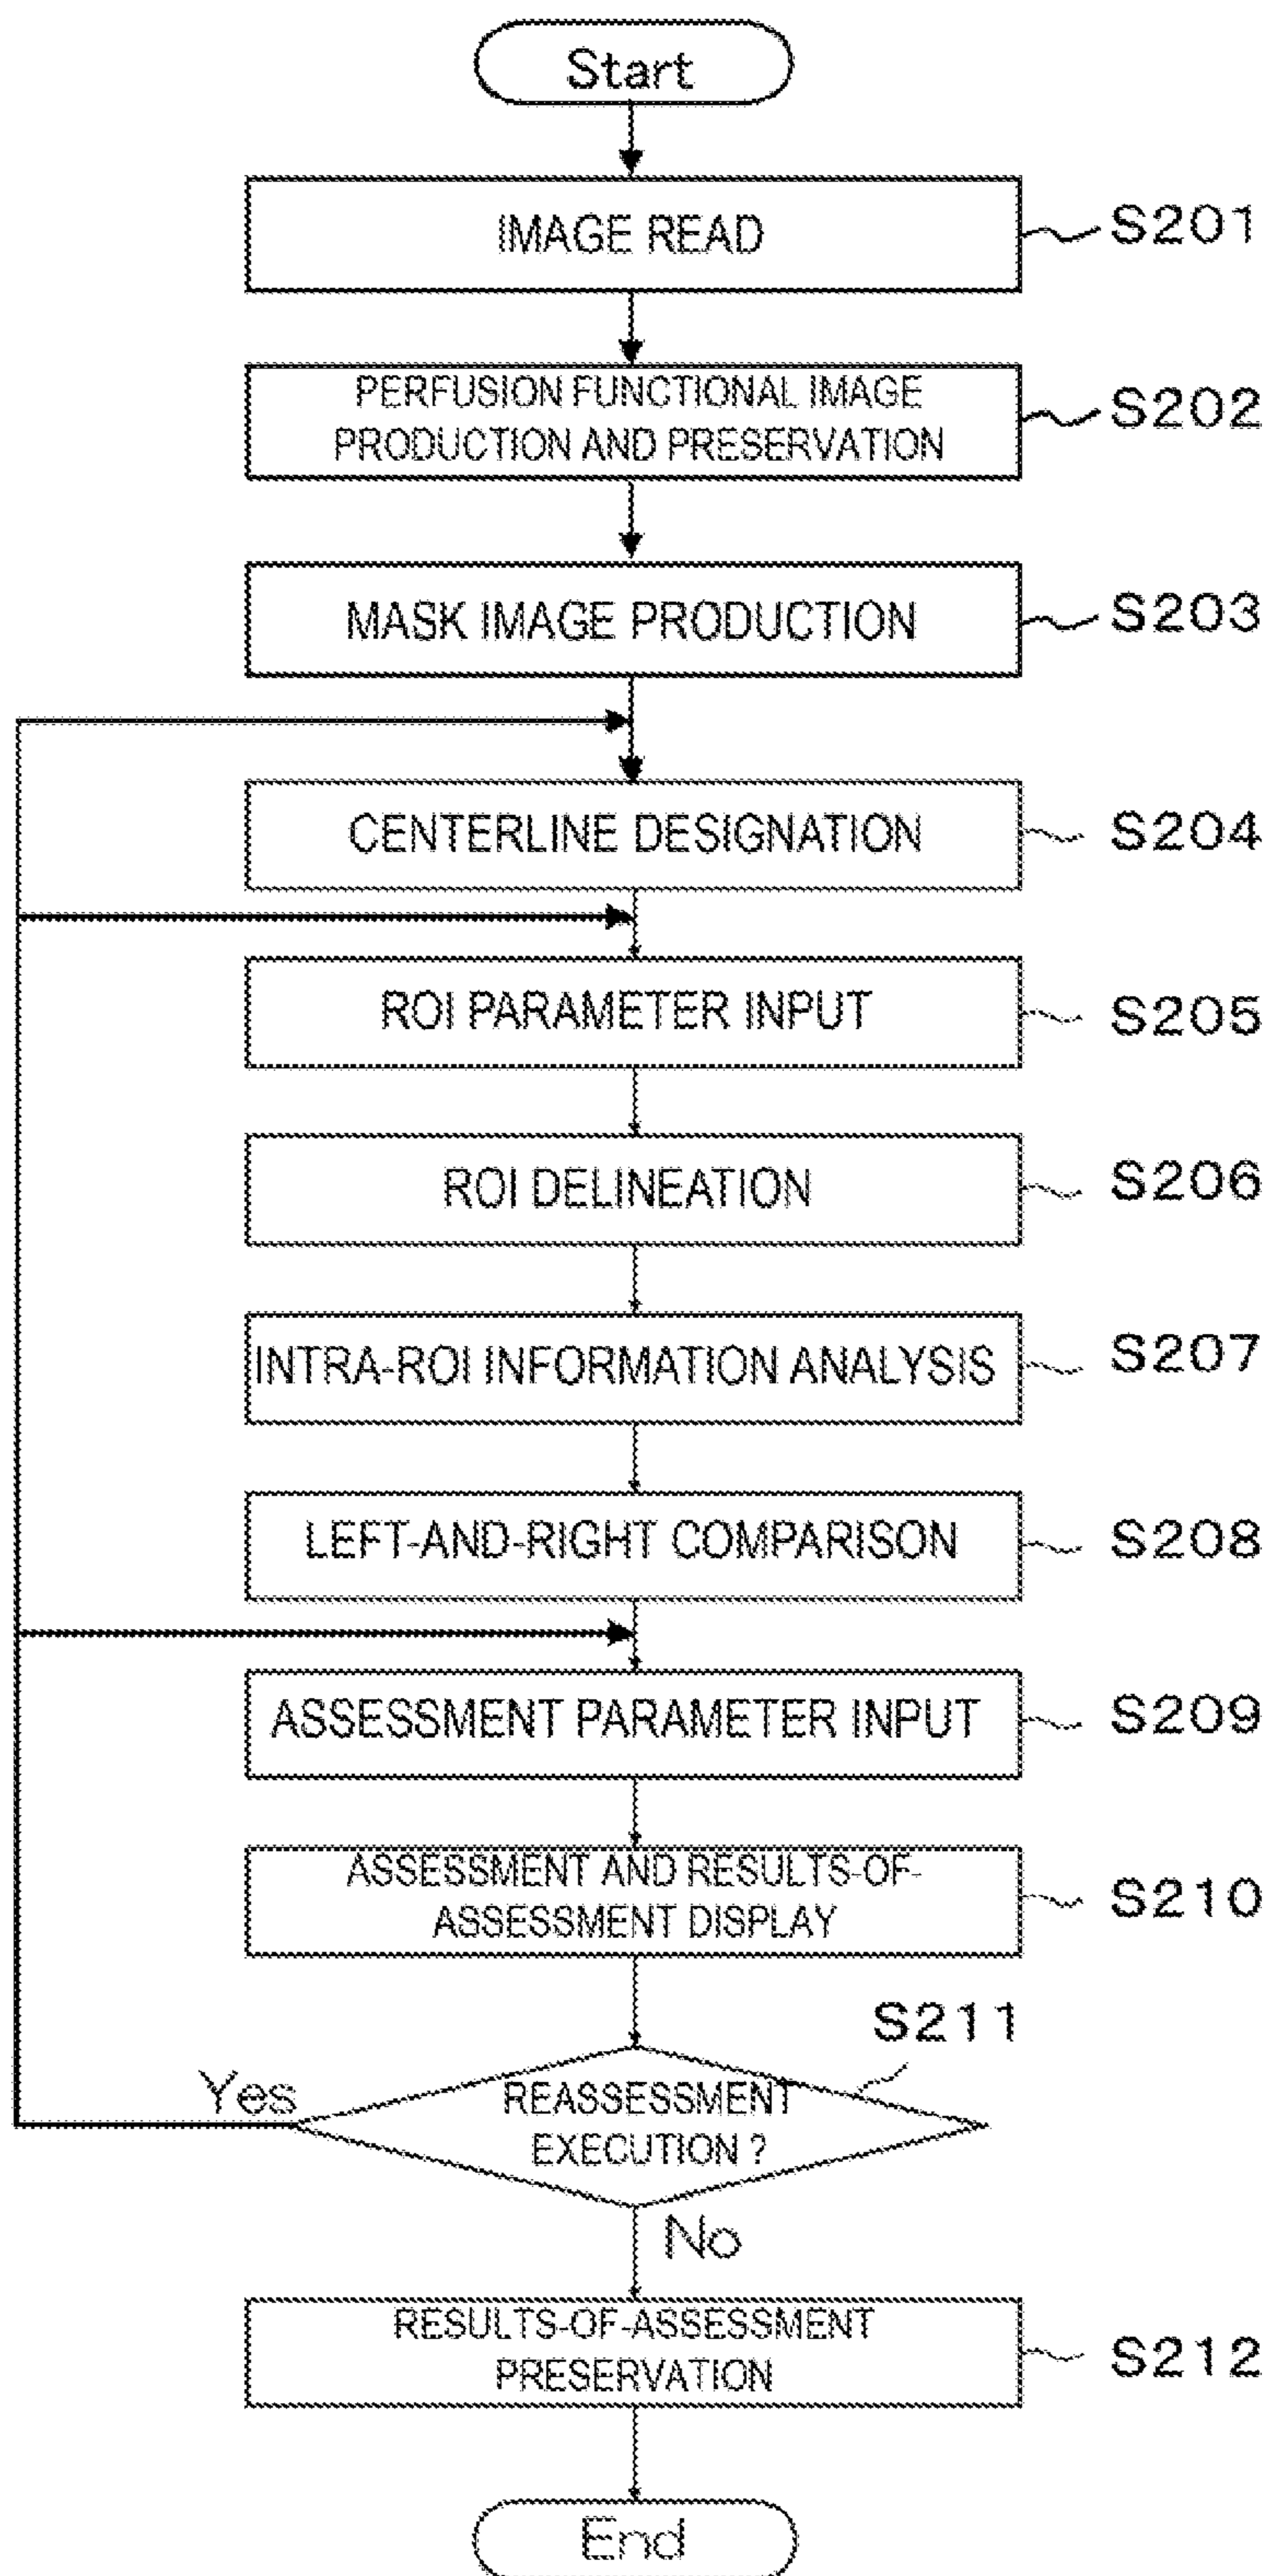 Start
IMAGE READ
S201
PERFUSION FUNCTIONAL IMAGE
PRODUCTION AND PRESERVATION
S202
MASK IMAGE PRODUCTION
S203
CENTERLINE DESIGNATION
S204
ROI PARAMETER INPUT
S205
ROI DELINEATION
S206
INTRA-ROI INFORMATION ANALYSIS
S207
LEFT-AND-RIGHT COMPARISON
S208
ASSESSMENT PARAMETER INPUT
S209
ASSESSMENT AND RESULTS-OF-
ASSESSMENT DISPLAY
S210
S211
Yes
REASSESSMENT
EXECUTION ?
No
RESULTS-OF-ASSESSMENT
PRESERVATION
S212
End